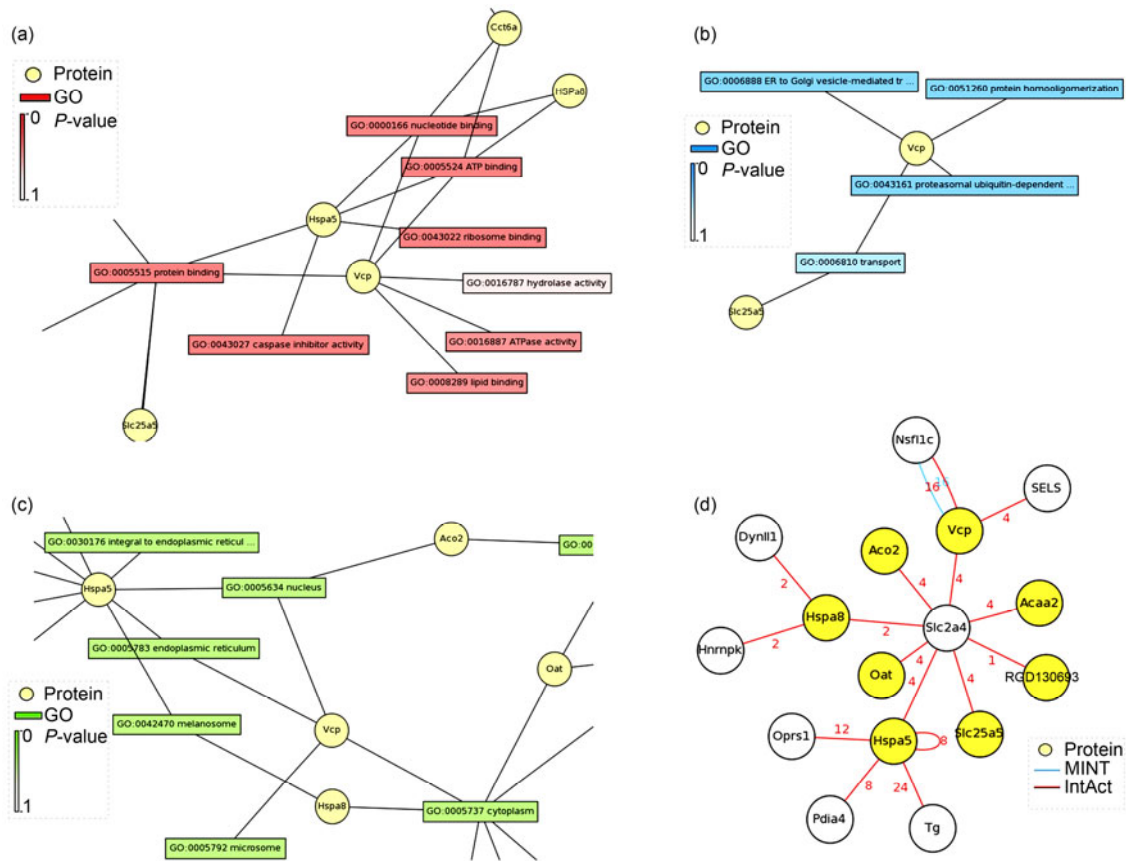 (a)
Protein
GO
0
P-value
1
Cct6a
HSPa8
GO:0000166 nucleotide binding
GO:0005524 ATP binding
Hspa5
GO:0043022 ribosome binding
GO:0005515 protein binding
Vcp
GO:0016787 hydrolase activity
GO:0043027 caspase inhibitor activity
GO:0016887 ATPase activity
GO:0008289 lipid binding
Slc25a5
(b)
GO:0006888 ER to Golgi vesicle-mediated tr ...
GO:0051260 protein homooligomerization
Protein
GO
0
P-value
1
Vcp
GO:0043161 proteasomal ubiquitin-dependent ...
GO:0006810 transport
Slc25a5
(c)
GO:0030176 integral to endoplasmic reticul ...
Aco2
GO:00
Hspa5
GO:0005634 nucleus
GO:0005783 endoplasmic reticulum
Oat
Protein
GO
0
P-value
1
GO:0042470 melanosome
Vcp
Hspa8
GO:0005737 cytoplasm
GO:0005792 microsome
(d)
Nsfl1c
16
SELS
4
Vcp
Dynll1
Aco2
2
4
4
4
Acaa2
Hspa8
2
Slc2a4
Hnrnpk
2
4
1
Oat
4
4
RGD130693
Oprs1
12
Hspa5
8
Slc25a5
8
24
Pdia4
Tg
Protein
MINT
IntAct